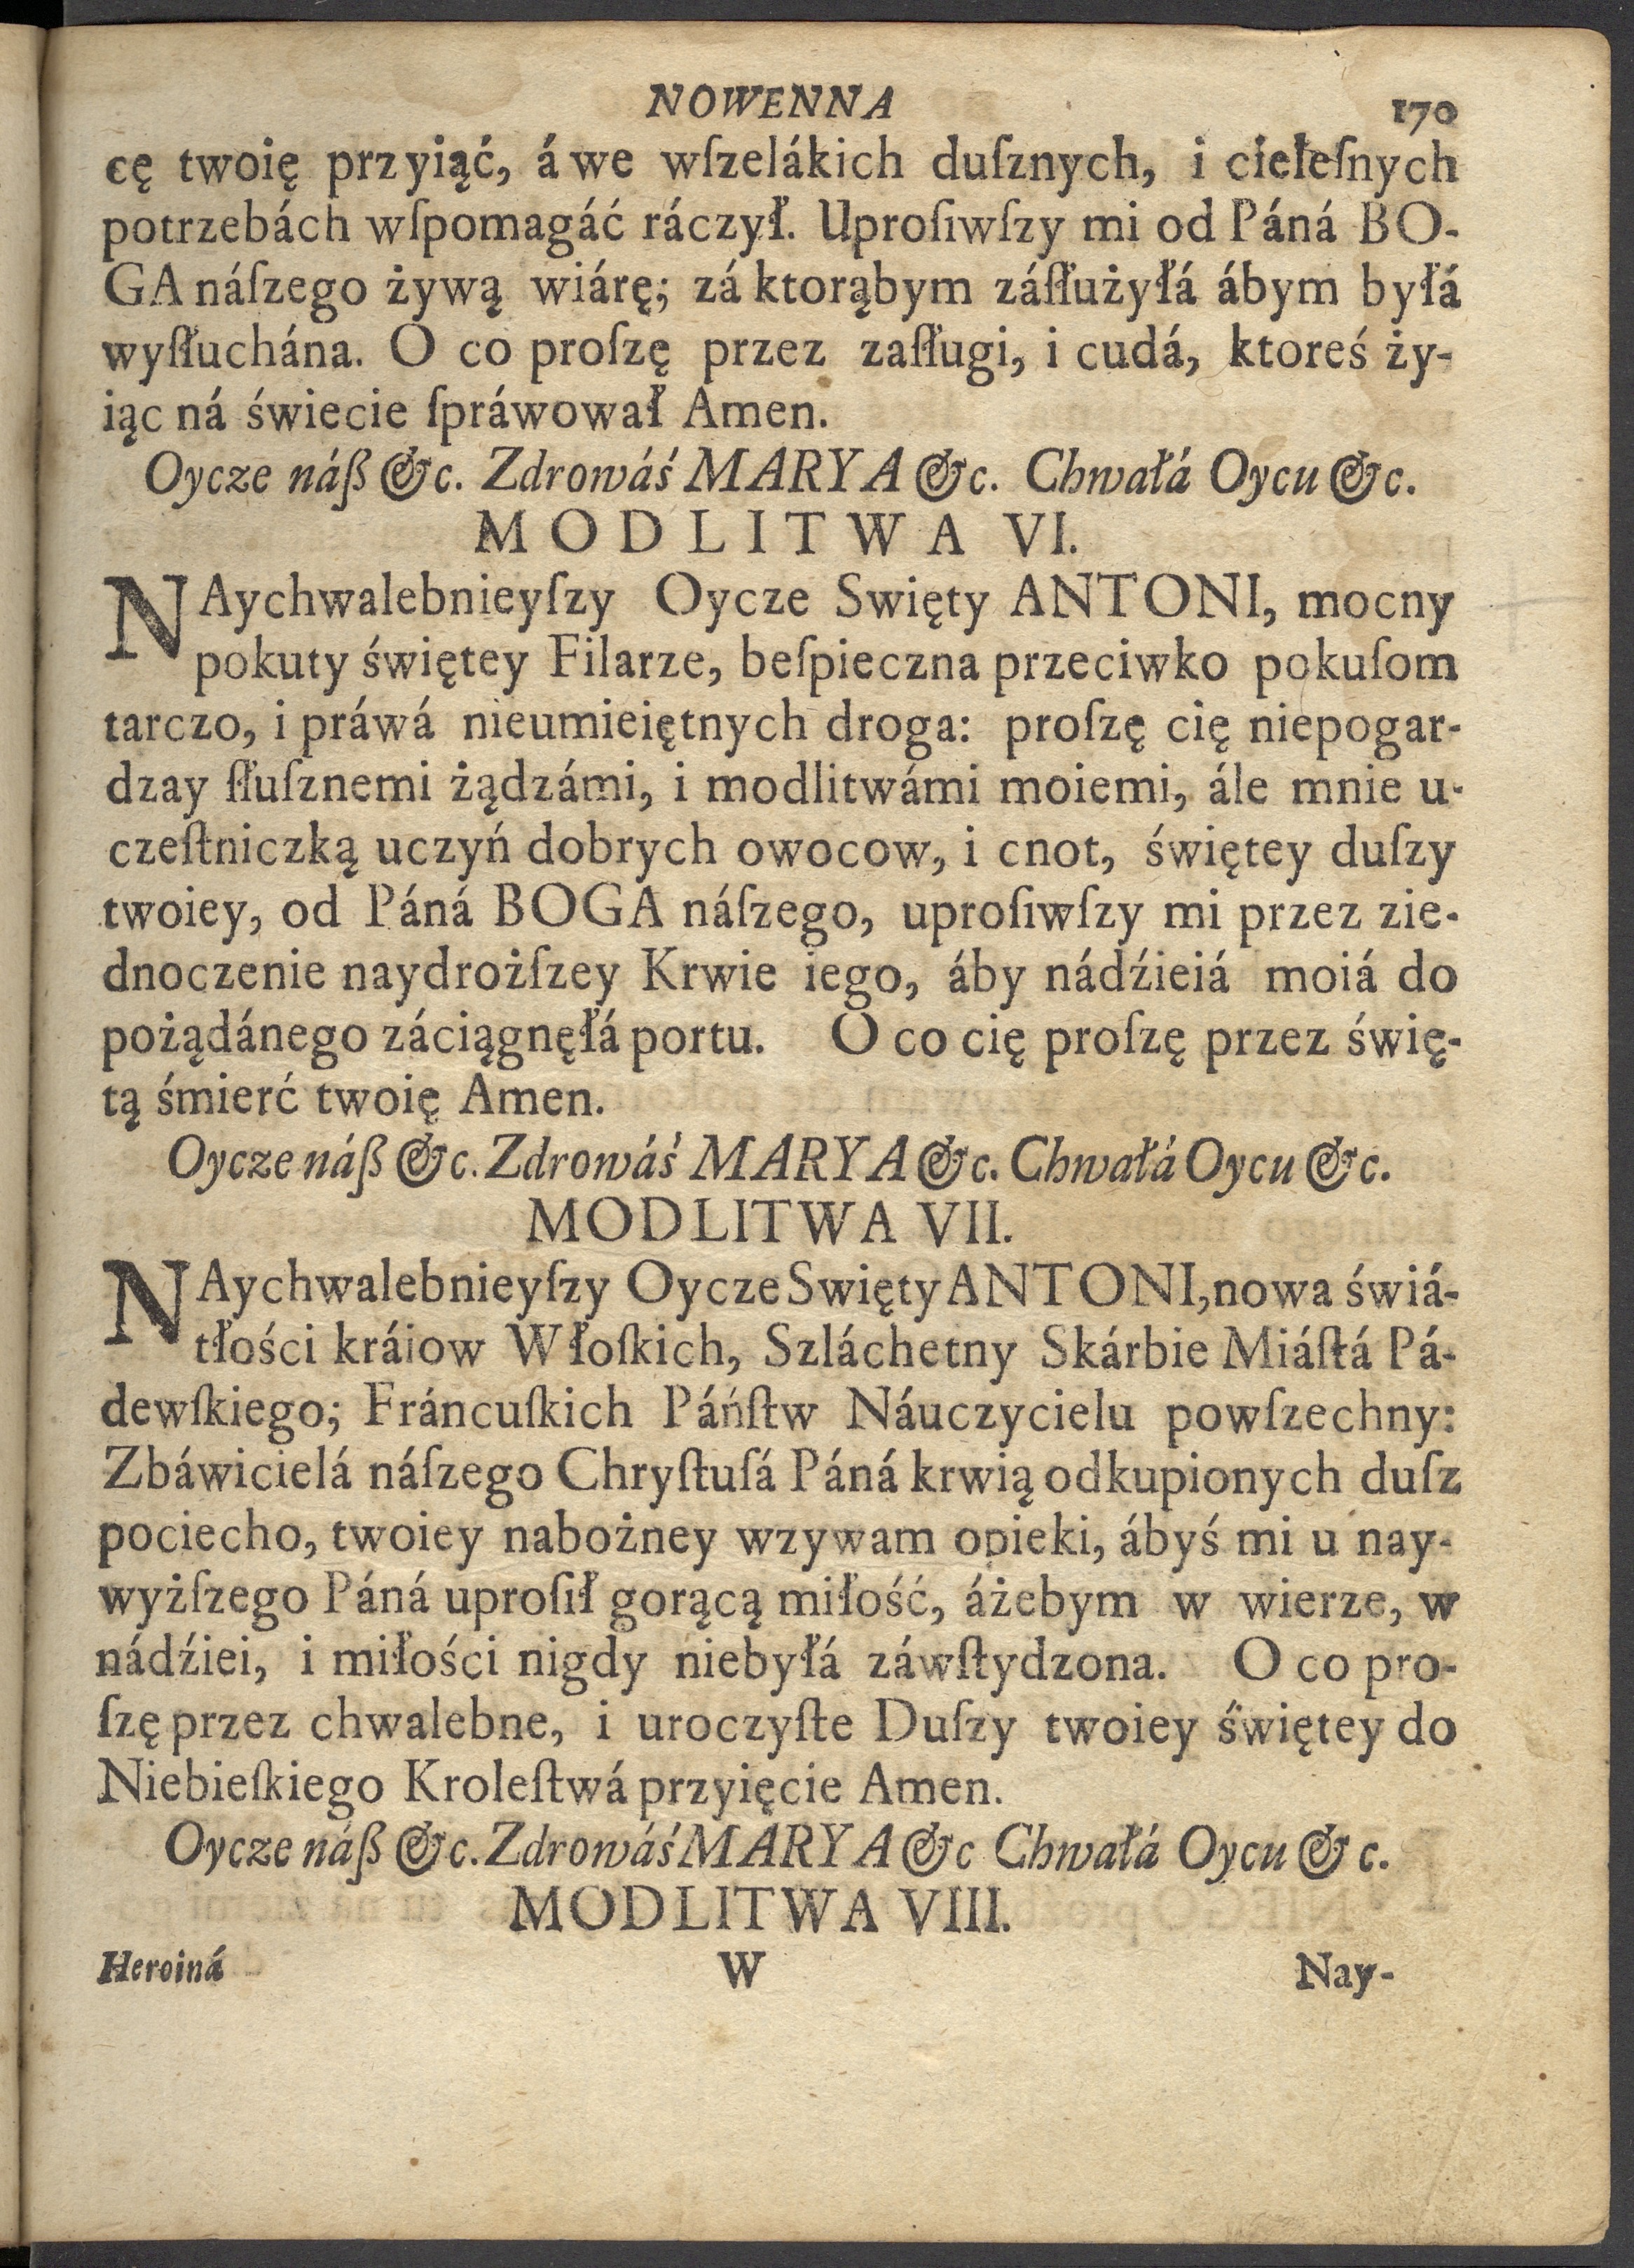 NOWENNA 170
cę twoię przyiąć, á we wſzelákich duſznych, i cieleſnych
potrzebách wſpomagáć ráczył. Uproſiwſzy mi od Páná BO-
GA náſzego żywą wiárę; zá ktorąbym záſłużyłá ábym byłá
wyſłuchána. O co proſzę przez zaſługi, i cudá, ktoreś ży-
iąc ná świecie ſpráwował Amen.
Oycze náß &c. Zdrowáś MARYA &c. Chwałá Oycu &c.
MODLITWA VI.
NAychwalebnieyſzy Oycze Swięty ANTONI, mocny
pokuty świętey Filarze, beſpieczna przeciwko pokuſom
tarczo, i práwá nieumieiętnych droga: proſzę cię niepogar-
dzay ſłuſznemi żądzámi, i modlitwámi moiemi, ále mnie u-
czeſtniczką uczyń dobrych owocow, i cnot, świętey duſzy
twoiey, od Páná BOGA náſzego, uproſiwſzy mi przez zie-
dnoczenie naydrożſzey Krwie iego, áby nádźieiá moiá do
pożądánego záciągnęłá portu. O co cię proſzę przez świę-
tą śmierć twoię Amen.
Oycze náß &c. Zdrowáś MARYA &c. Chwałá Oycu &c.
MODLITWA VII.
NAychwalebnieyſzy Oycze Swięty ANTONI, nowa świá-
tłości kráiow Włoſkich, Szláchetny Skárbie Miáſtá Pá-
dewſkiego; Fráncuſkich Páńſtw Náuczycielu powſzechny:
Zbáwicielá náſzego Chryſtuſá Páná krwią odkupionych duſz
pociecho, twoiey nabożney wzywam opieki, ábyś mi u nay-
wyżſzego Páná uproſił gorącą miłość, áżebym w wierze, w
nádźiei, i miłości nigdy niebyłá záwſtydzona. O co pro-
ſzę przez chwalebne, i uroczyſte Duſzy twoiey świętey do
Niebieſkiego Kroleſtwá przyięcie Amen.
Oycze náß &c. Zdrowáś MARYA &c Chwałá Oycu &c.
MODLITWA VIII.
Heroiná W Nay-